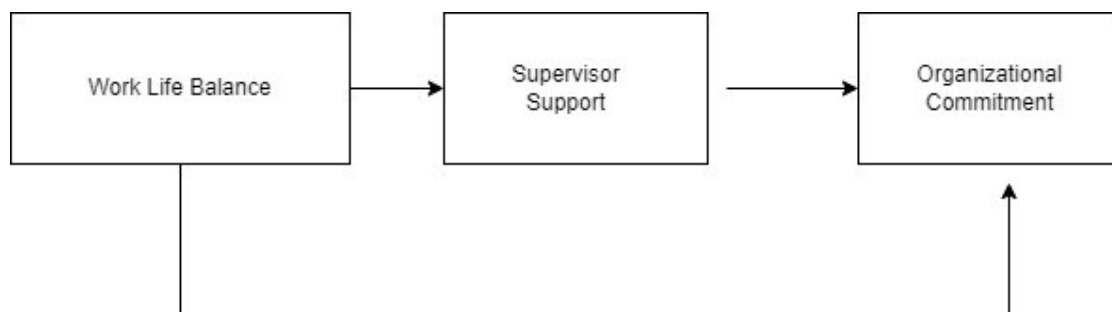 Work Life Balance
Supervisor
Support
Organizational
Commitment